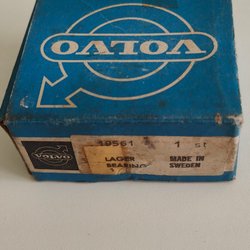 VOLVO
19561 1 st
VOLVO
LAGER MADE IN
BEARING SWEDEN